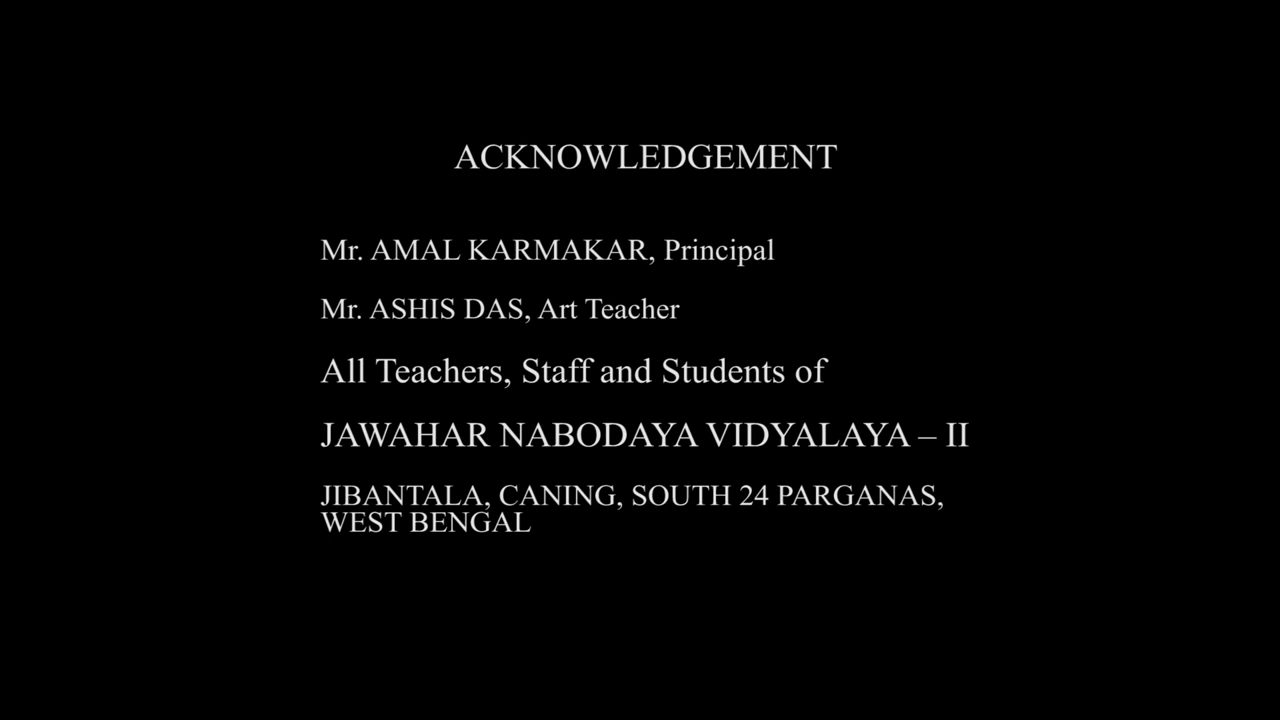 ACKNOWLEDGEMENT
Mr. AMAL KARMAKAR, Principal
Mr. ASHIS DAS, Art Teacher
All Teachers, Staff and Students of
JAWAHAR NABODAYA VIDYALAYA – II
JIBANTALA, CANING, SOUTH 24 PARGANAS,
WEST BENGAL